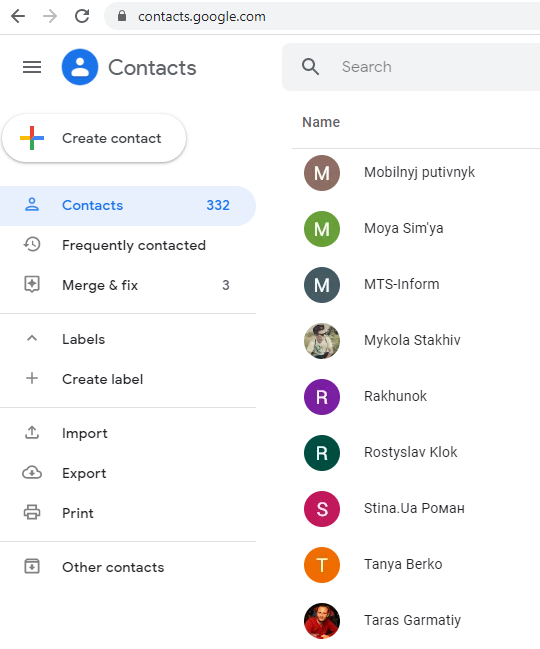 contacts.google.com
Contacts
Search
Create contact
Name
Contacts 332
Frequently contacted
Merge & fix 3
Labels
Create label
Import
Export
Print
Other contacts
M Mobilnyj putivnyk
M Moya Sim'ya
M MTS-Inform
Mykola Stakhiv
R Rakhunok
R Rostyslav Klok
S Stina.Ua Роман
T Tanya Berko
Taras Garmatiy